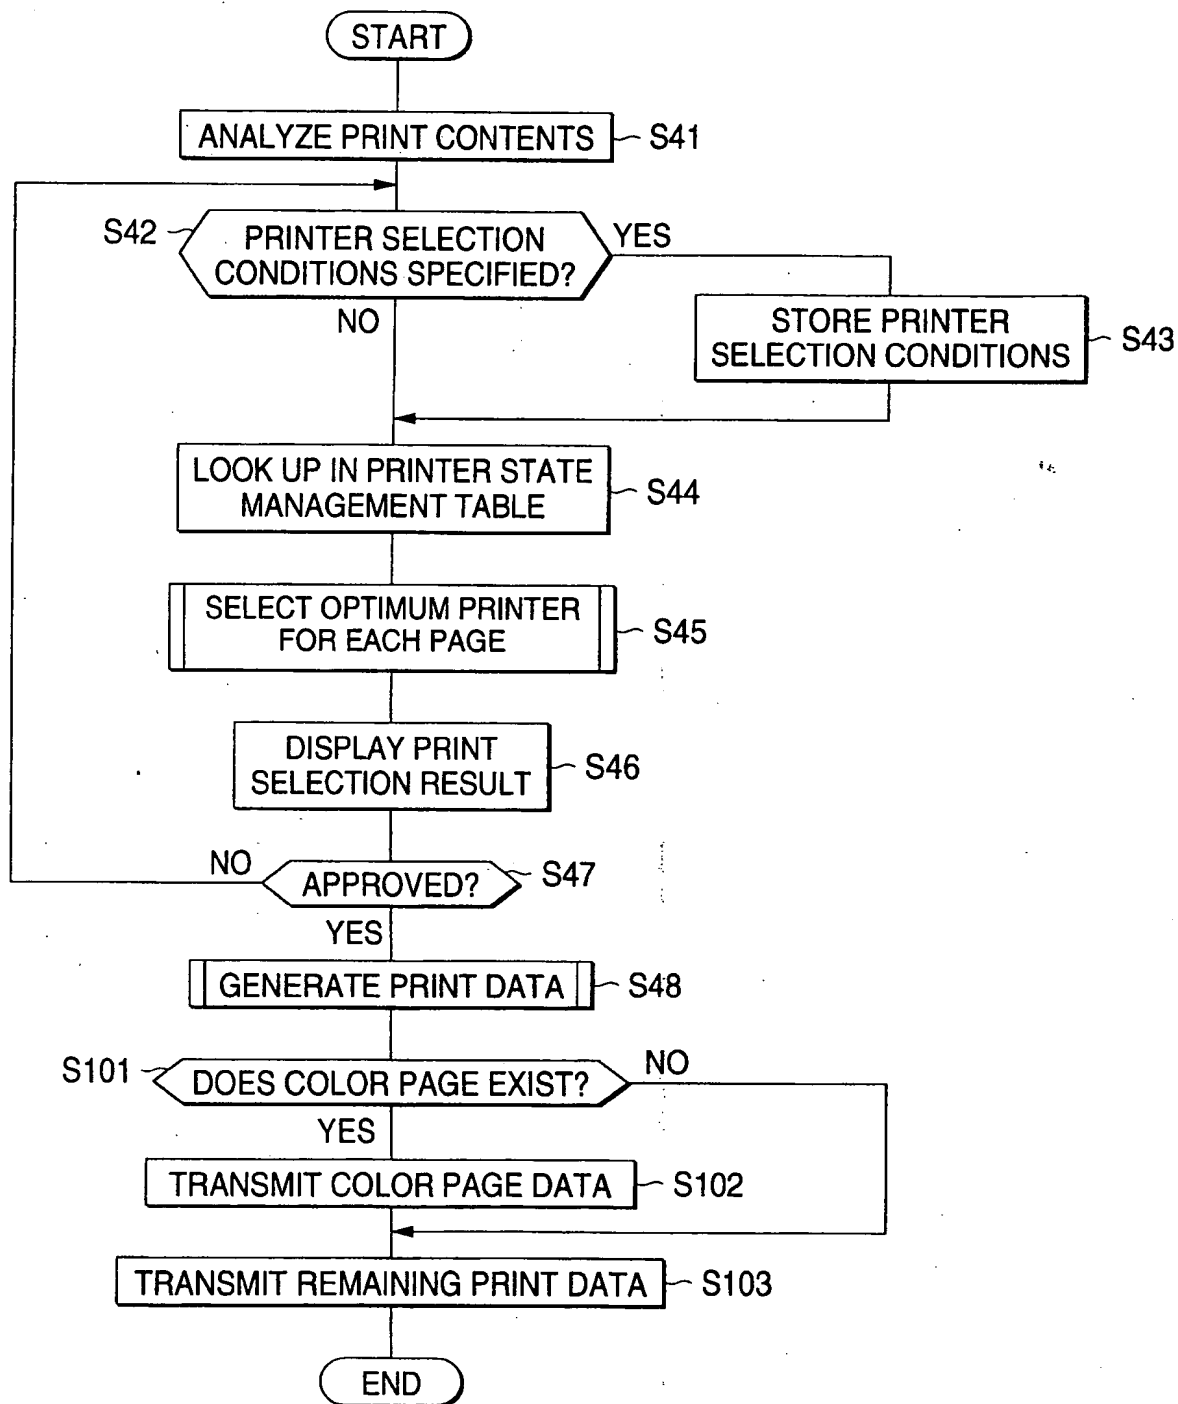 START
ANALYZE PRINT CONTENTS
S41
S42
PRINTER SELECTION
CONDITIONS SPECIFIED?
YES
NO
STORE PRINTER
SELECTION CONDITIONS
S43
LOOK UP IN PRINTER STATE
MANAGEMENT TABLE
S44
SELECT OPTIMUM PRINTER
FOR EACH PAGE
S45
DISPLAY PRINT
SELECTION RESULT
S46
NO
APPROVED?
S47
YES
GENERATE PRINT DATA
S48
S101
DOES COLOR PAGE EXIST?
NO
YES
TRANSMIT COLOR PAGE DATA
S102
TRANSMIT REMAINING PRINT DATA
S103
END